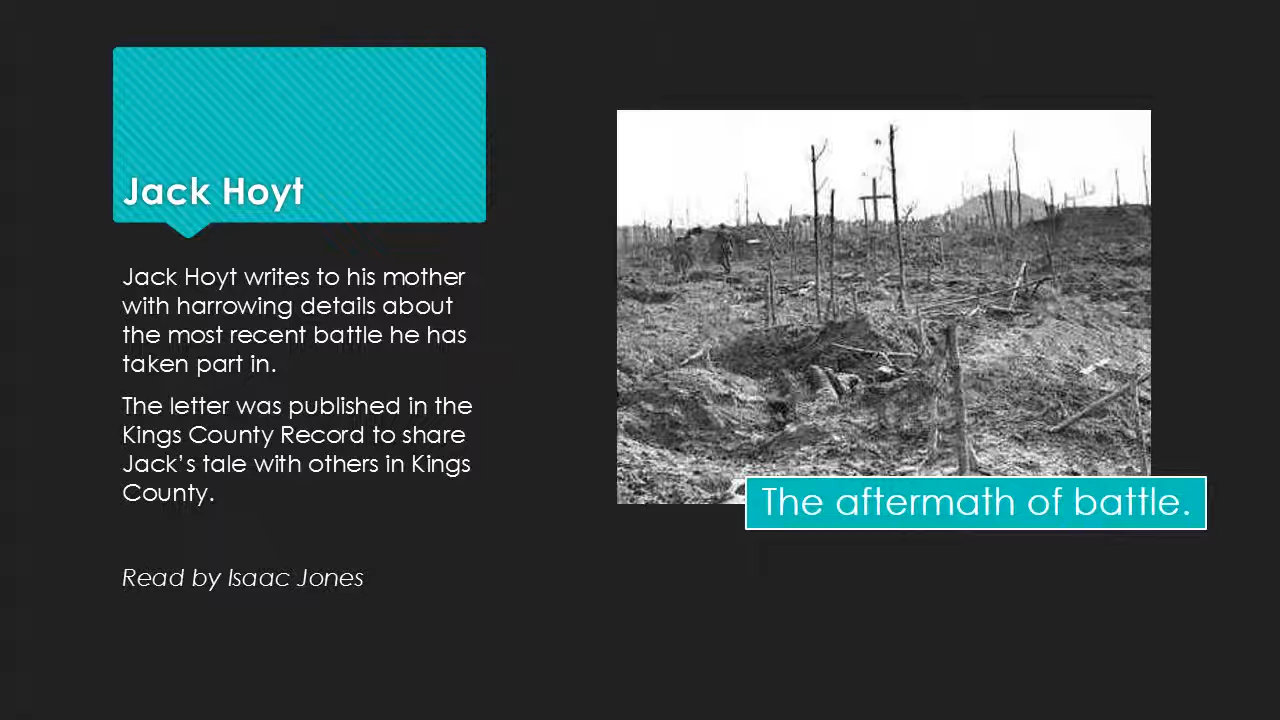 Jack Hoyt
Jack Hoyt writes to his mother
with harrowing details about
the most recent battle he has
taken part in.
The letter was published in the
Kings County Record to share
Jack’s tale with others in Kings
County.
Read by Isaac Jones
The aftermath of battle.